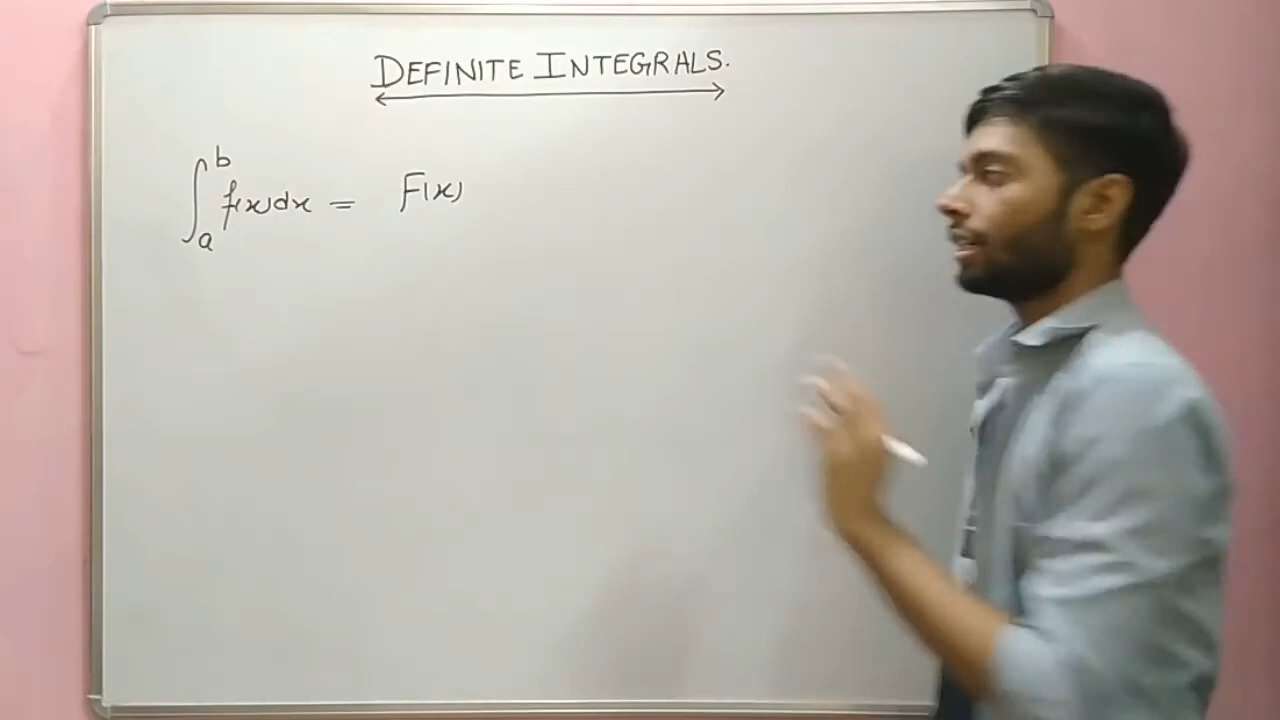 DEFINITE INTEGRALS.
∫ₐᵇ f(x)dx = F(x)